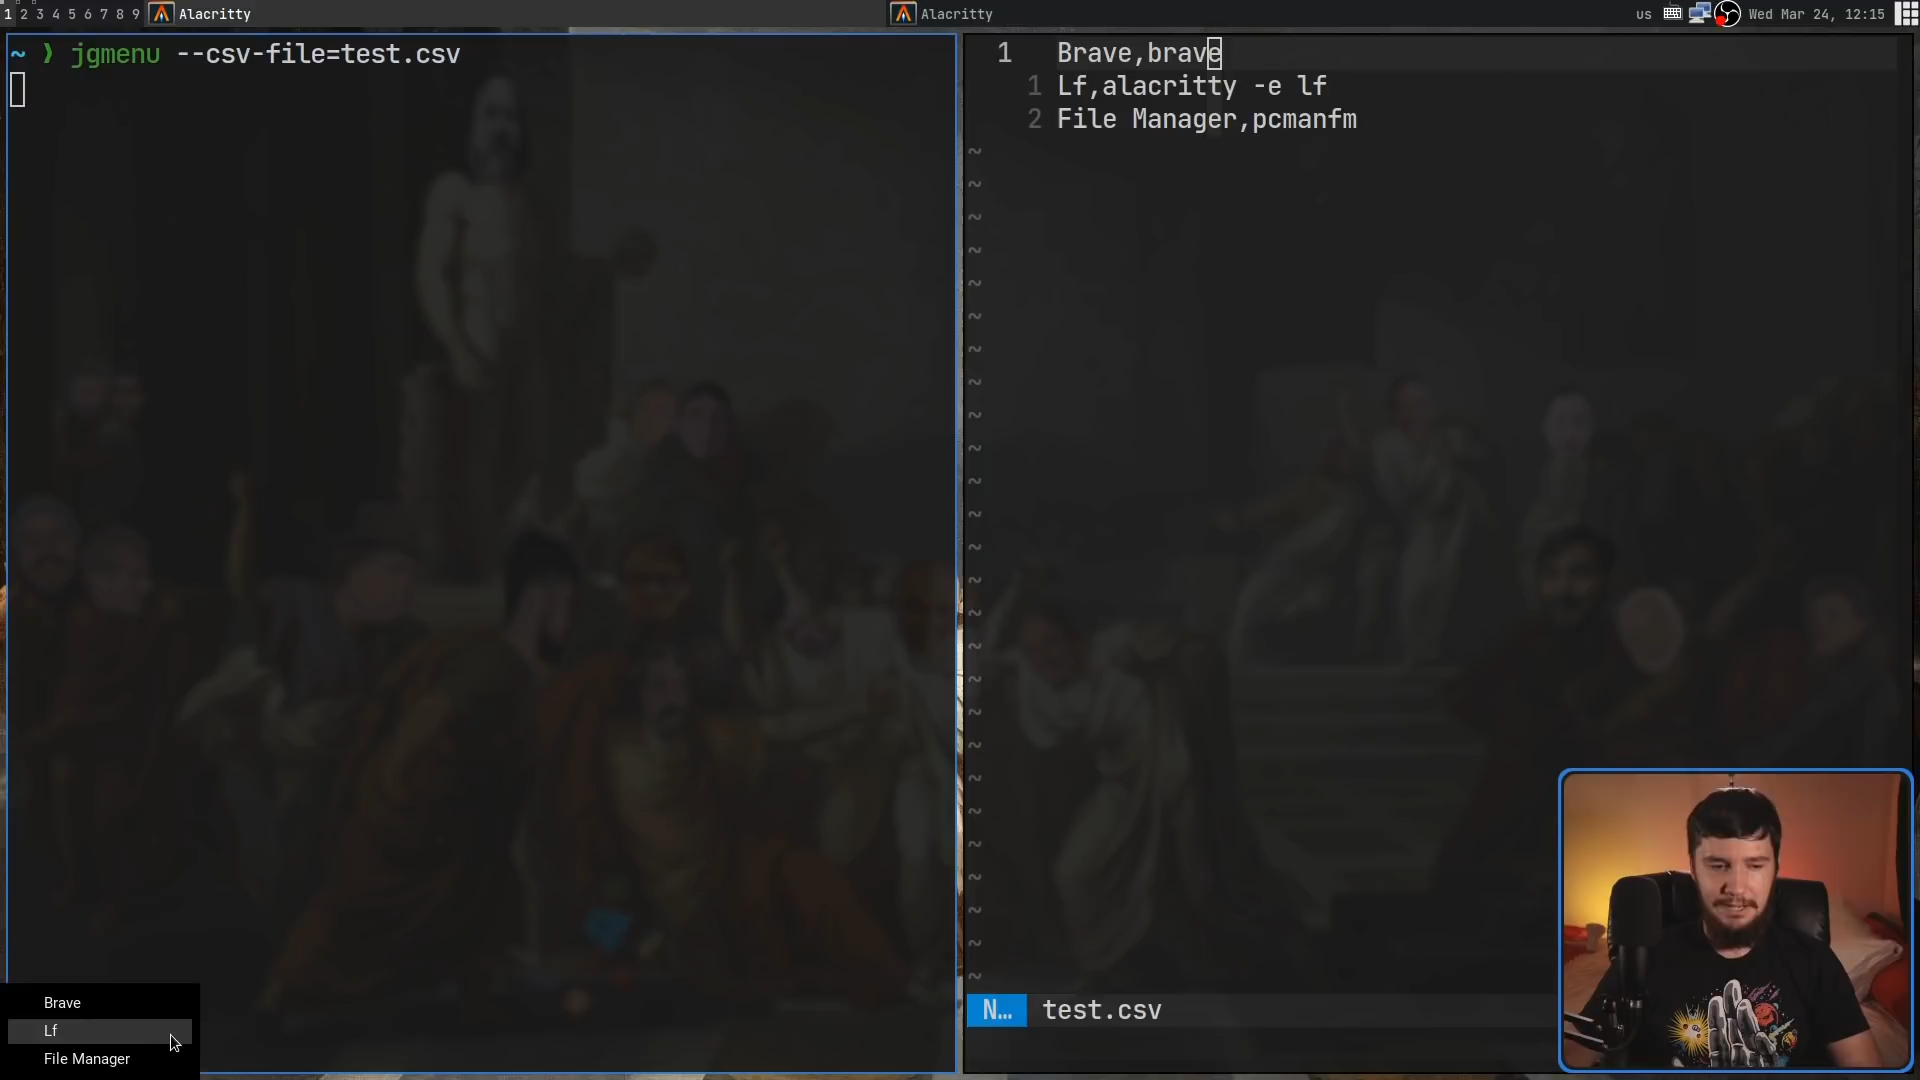 1 2 3 4 5 6 7 8 9 Alacritty Alacritty us Wed Mar 24, 12:15
~ ❯ jgmenu --csv-file=test.csv
1 Brave,brave
1 Lf,alacritty -e lf
2 File Manager,pcmanfm
N… test.csv
Brave
Lf
File Manager